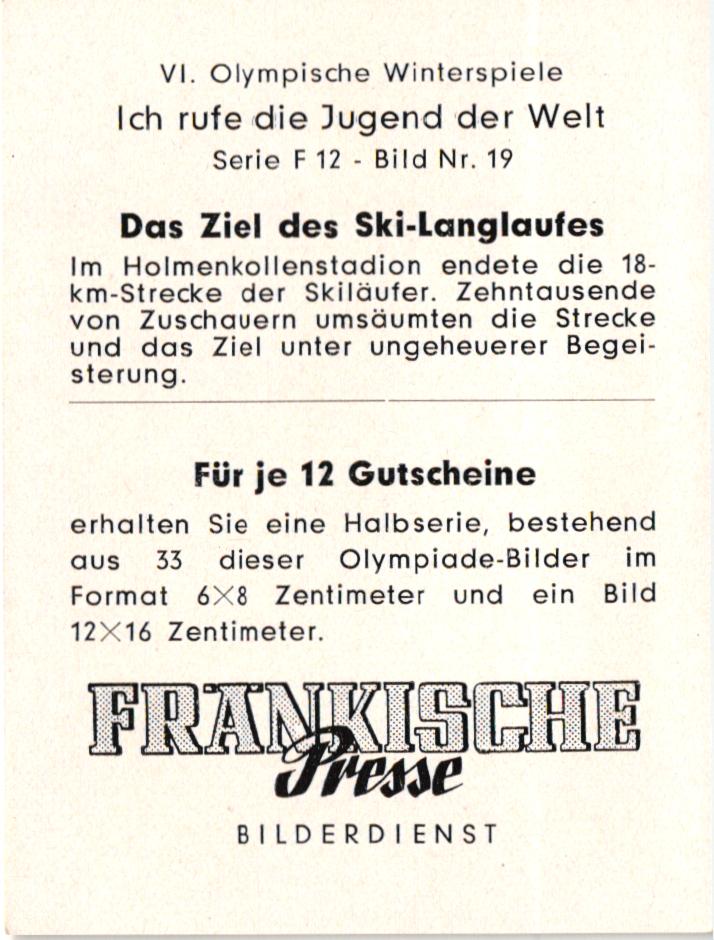 VI. Olympische Winterspiele
Ich rufe die Jugend der Welt
Serie F 12 - Bild Nr. 19
Das Ziel des Ski-Langlaufes
Im Holmenkollenstadion endete die 18-
km-Strecke der Skiläufer. Zehntausende
von Zuschauern umsäumten die Strecke
und das Ziel unter ungeheuerer Begei-
sterung.
Für je 12 Gutscheine
erhalten Sie eine Halbserie, bestehend
aus 33 dieser Olympiade-Bilder im
Format 6×8 Zentimeter und ein Bild
12×16 Zentimeter.
FRÄNKISCHE
Presse
BILDERDIENST